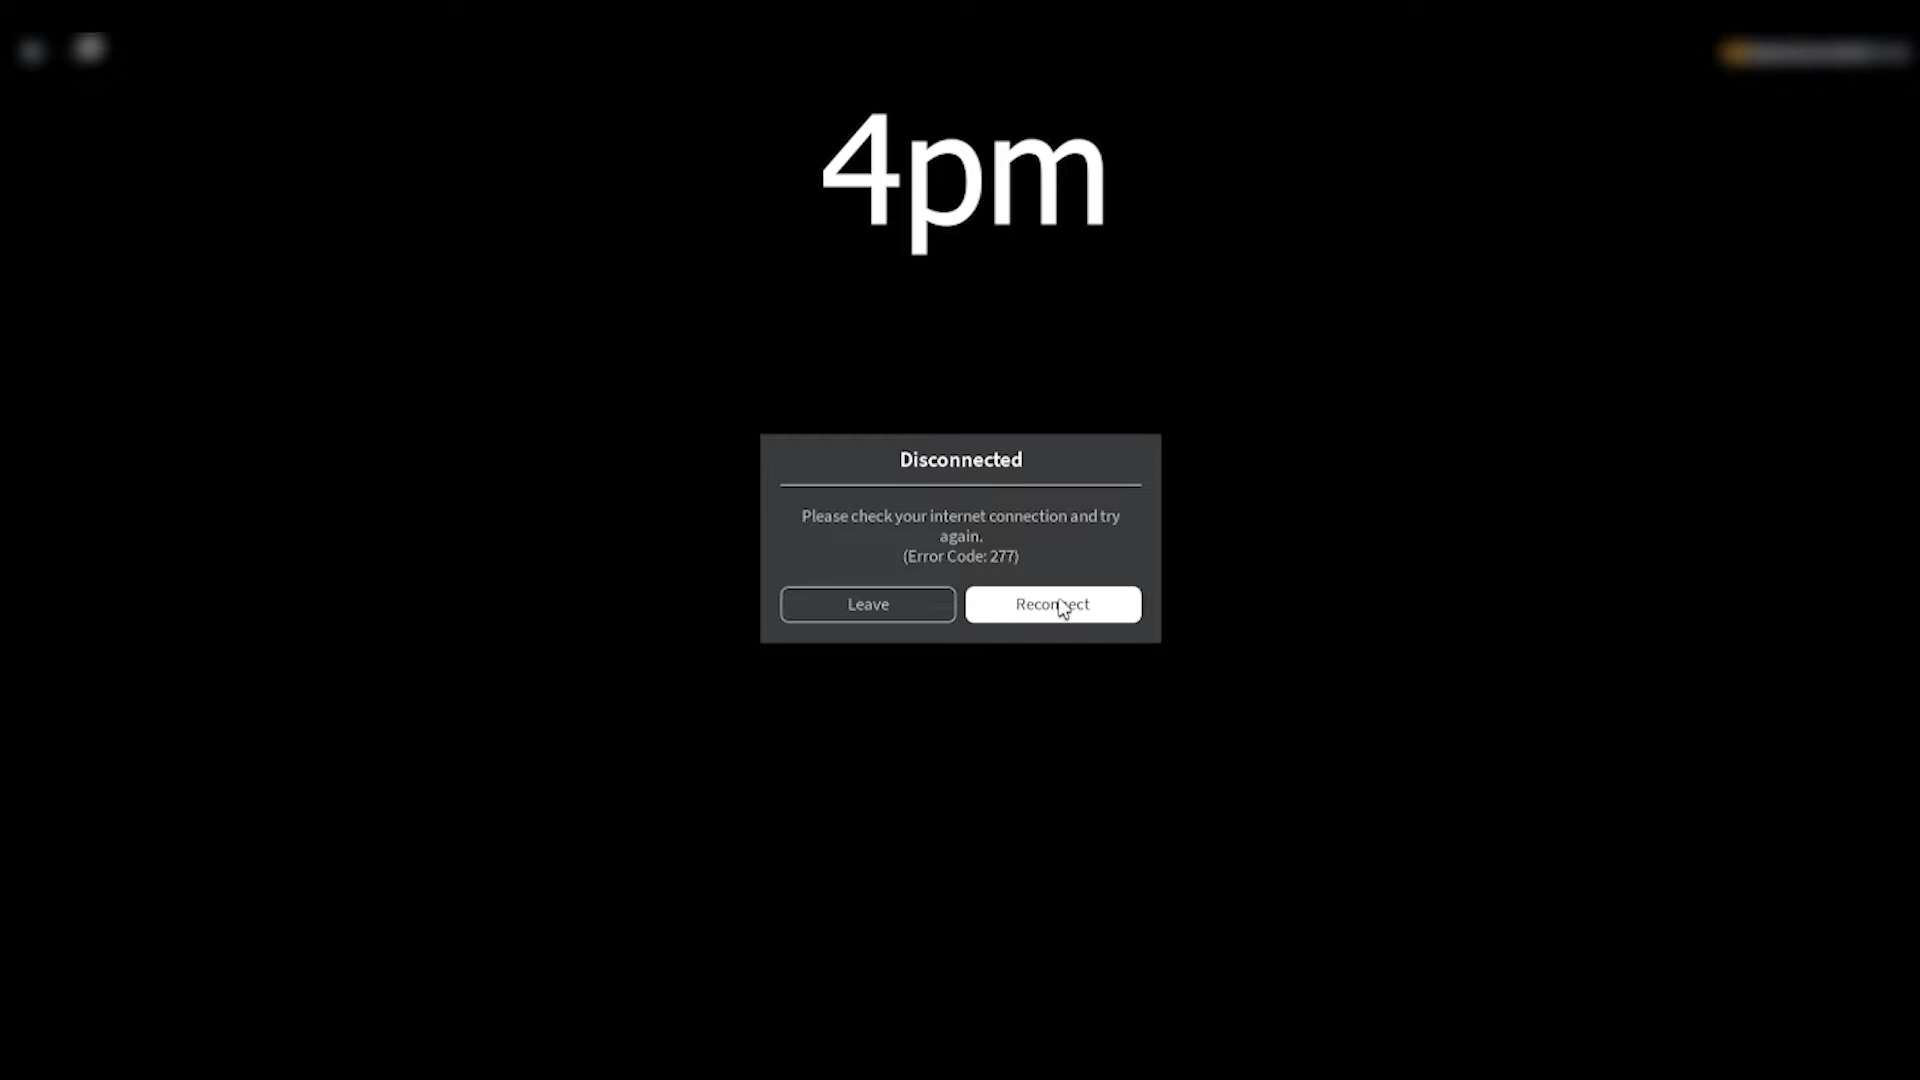 4pm
Disconnected
Please check your internet connection and try
again.
(Error Code: 277)
Leave
Reconnect